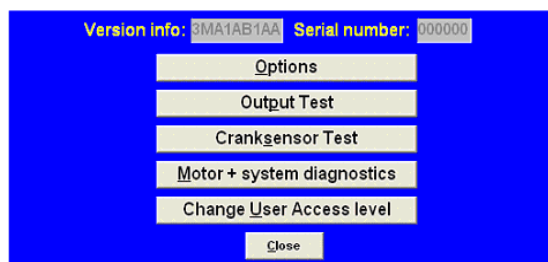 Version info: 3MA1AB1AA Serial number: 000000
Options
Output Test
Cranksensor Test
Motor + system diagnostics
Change User Access level
Close